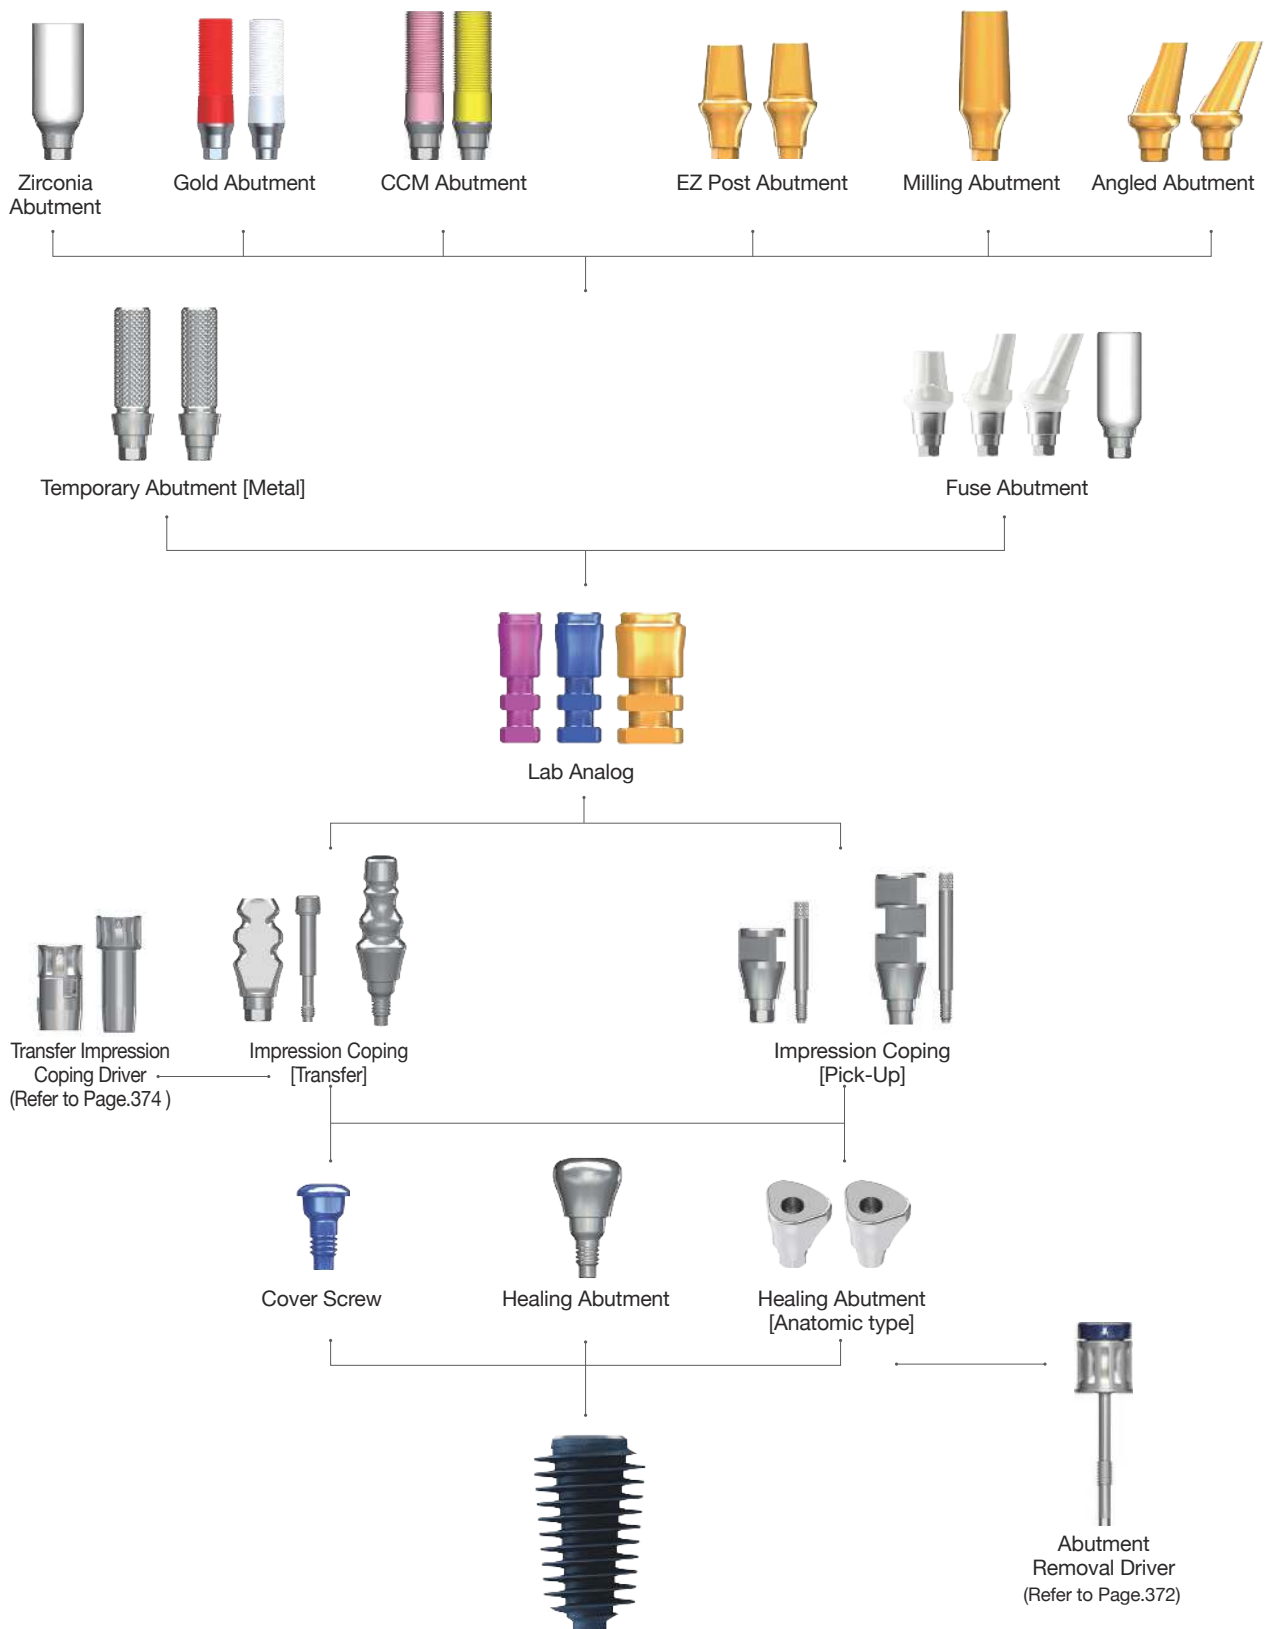 Zirconia
Abutment
Gold Abutment
CCM Abutment
EZ Post Abutment
Milling Abutment
Angled Abutment
Temporary Abutment [Metal]
Fuse Abutment
Lab Analog
Transfer Impression
Coping Driver
(Refer to Page.374 )
Impression Coping
[Transfer]
Impression Coping
[Pick-Up]
Cover Screw
Healing Abutment
Healing Abutment
[Anatomic type]
Abutment
Removal Driver
(Refer to Page.372)